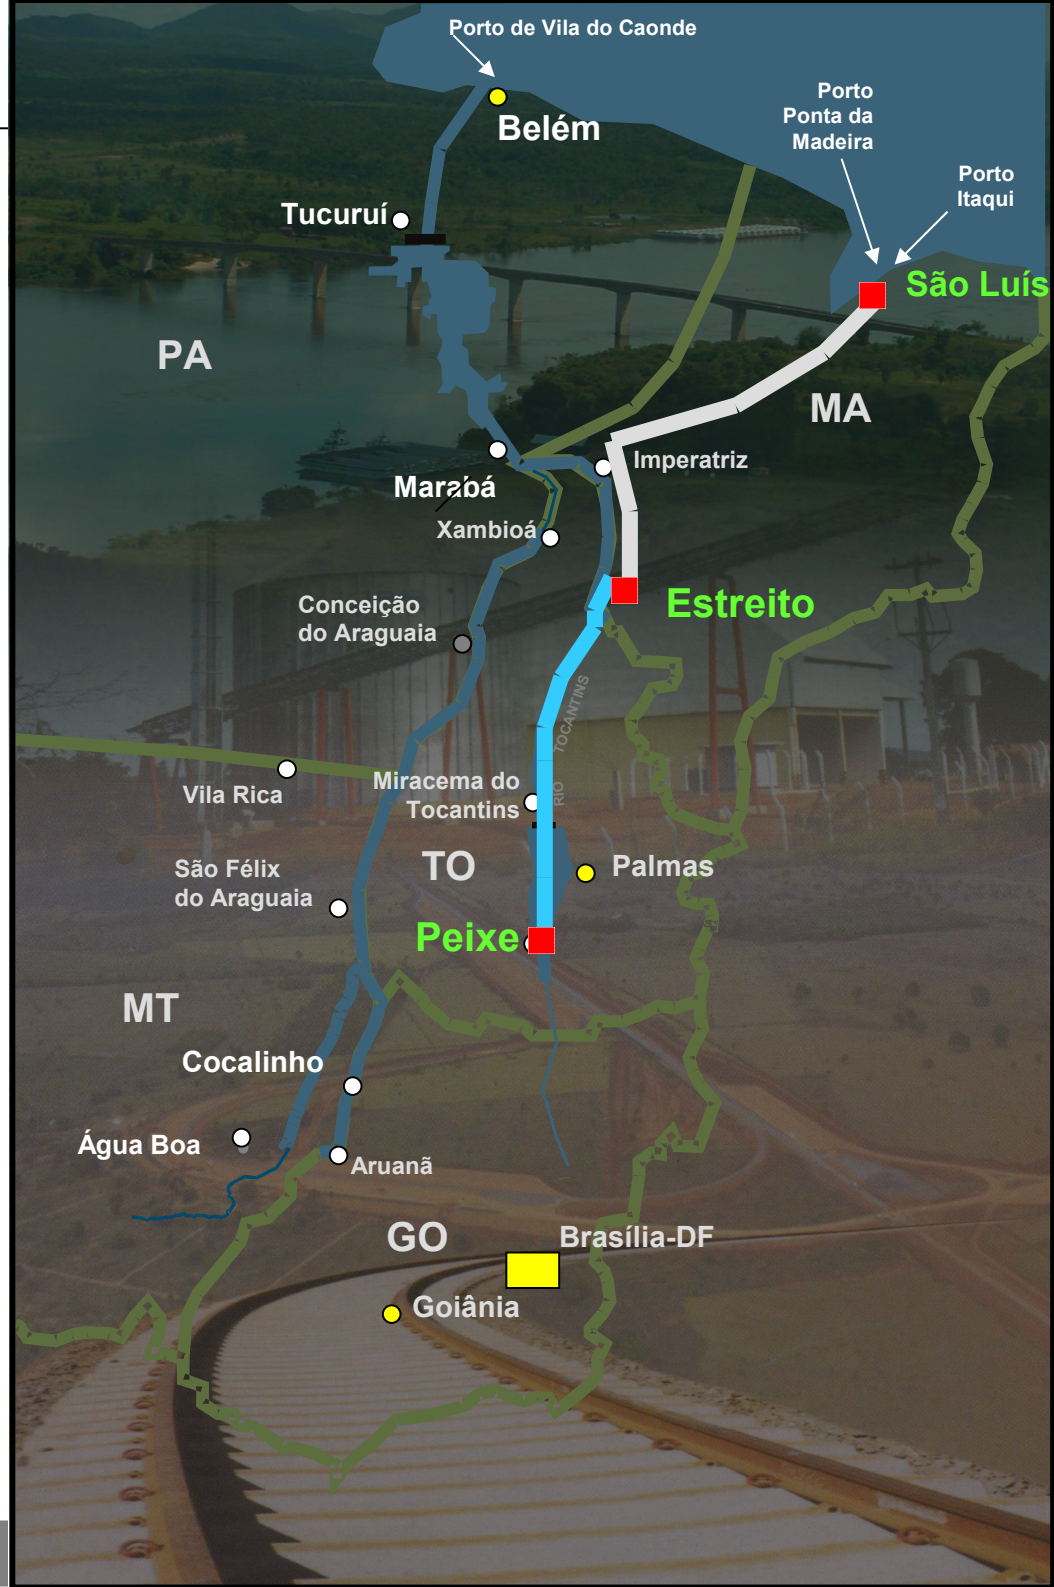 Porto de Vila do Caonde
Porto
Ponta da
Madeira
Belém
Porto
Itaqui
Tucuruí
São Luís
PA
MA
Imperatriz
Marabá
Xambioá
Conceição
do Araguaia
Estreito
RIO TOCANTINS
Vila Rica
Miracema do
Tocantins
TO
Palmas
São Félix
do Araguaia
Peixe
MT
Cocalinho
Água Boa
Aruanã
GO
Brasília-DF
Goiânia